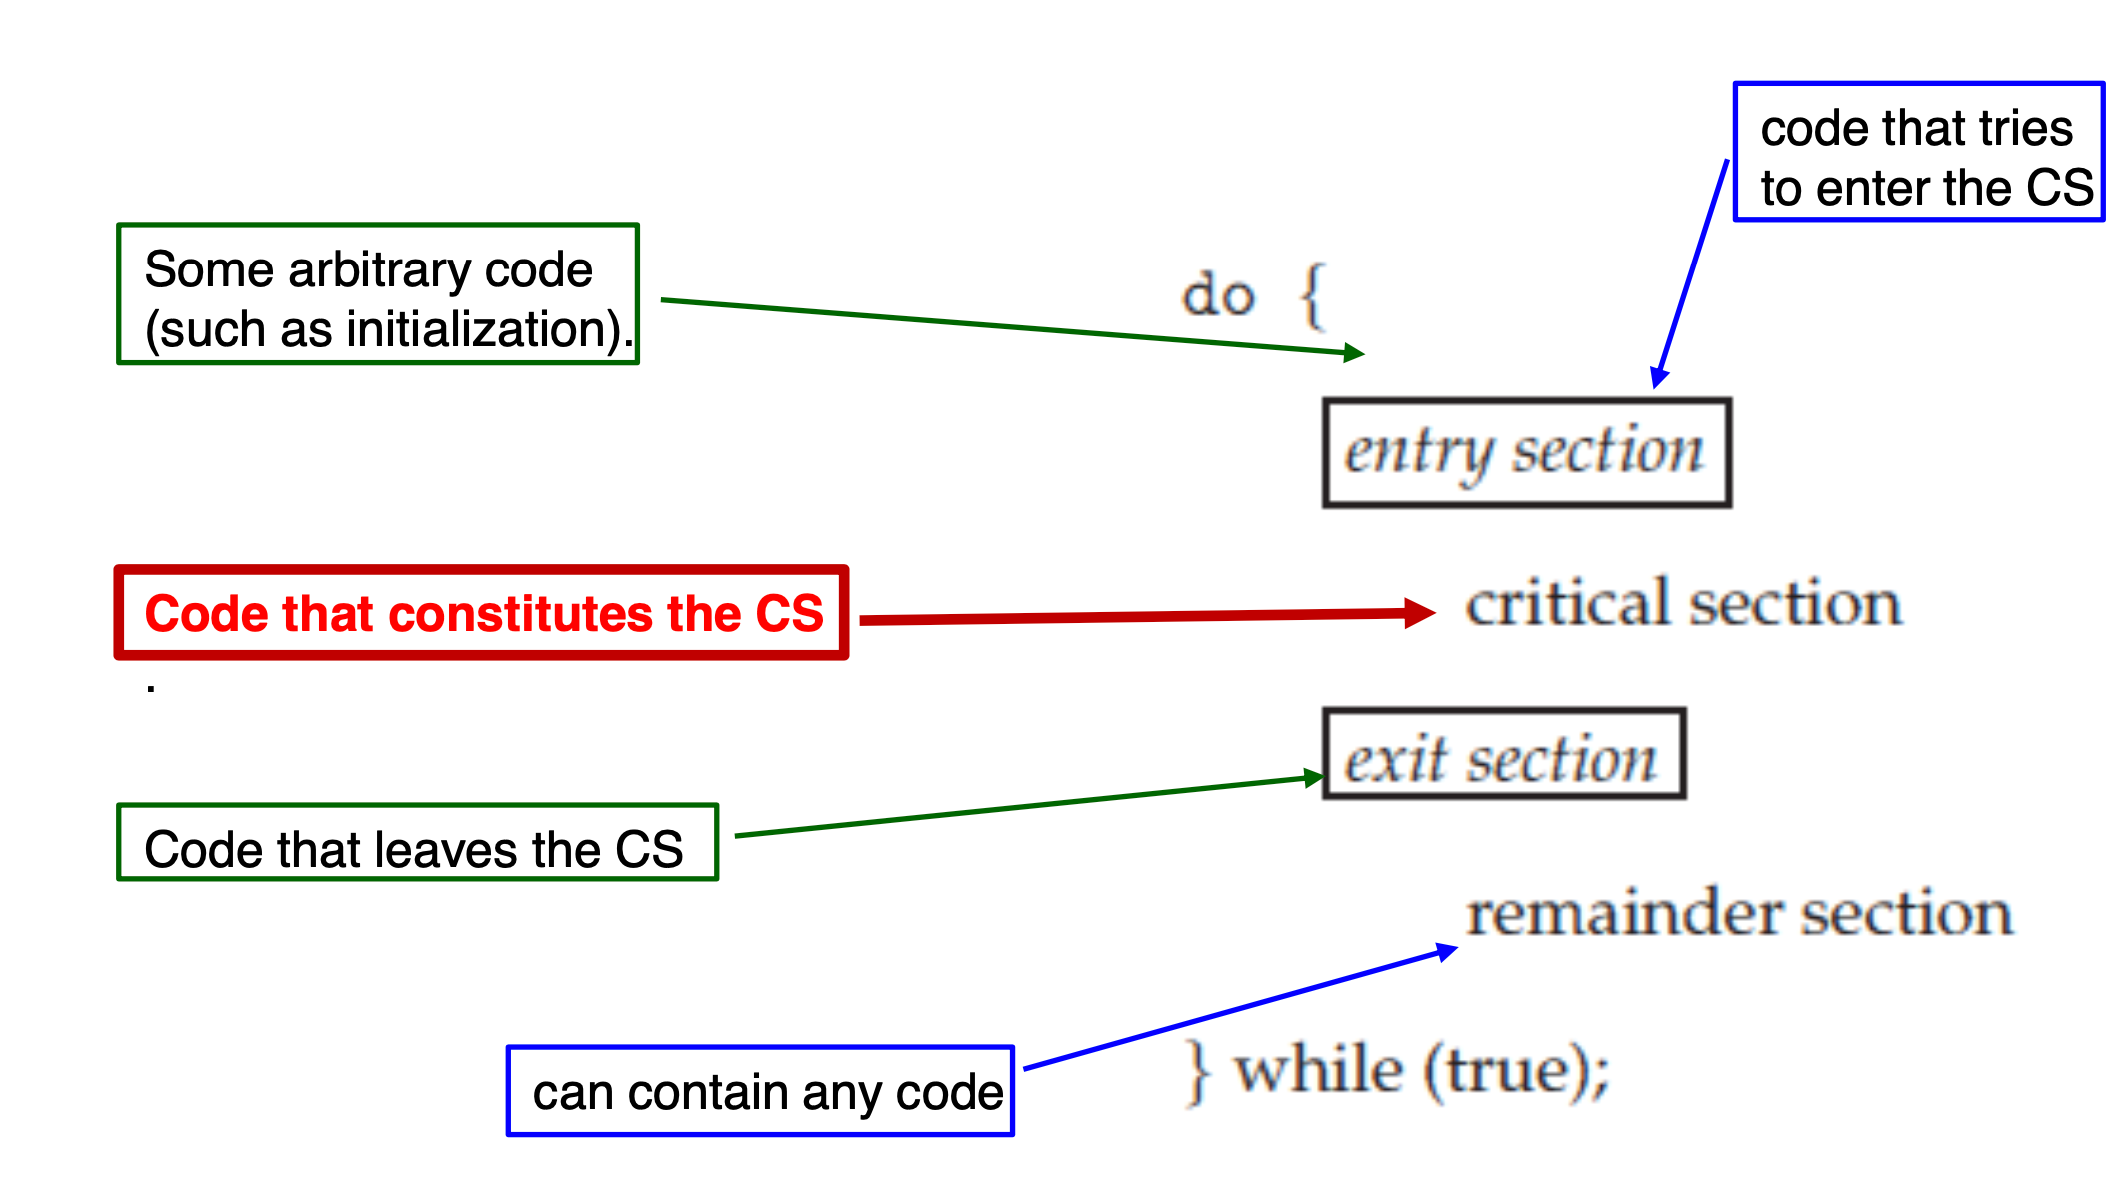 code that tries
to enter the CS
Some arbitrary code
(such as initialization).
do {
entry section
Code that constitutes the CS
.
critical section
exit section
Code that leaves the CS
remainder section
can contain any code
} while (true);